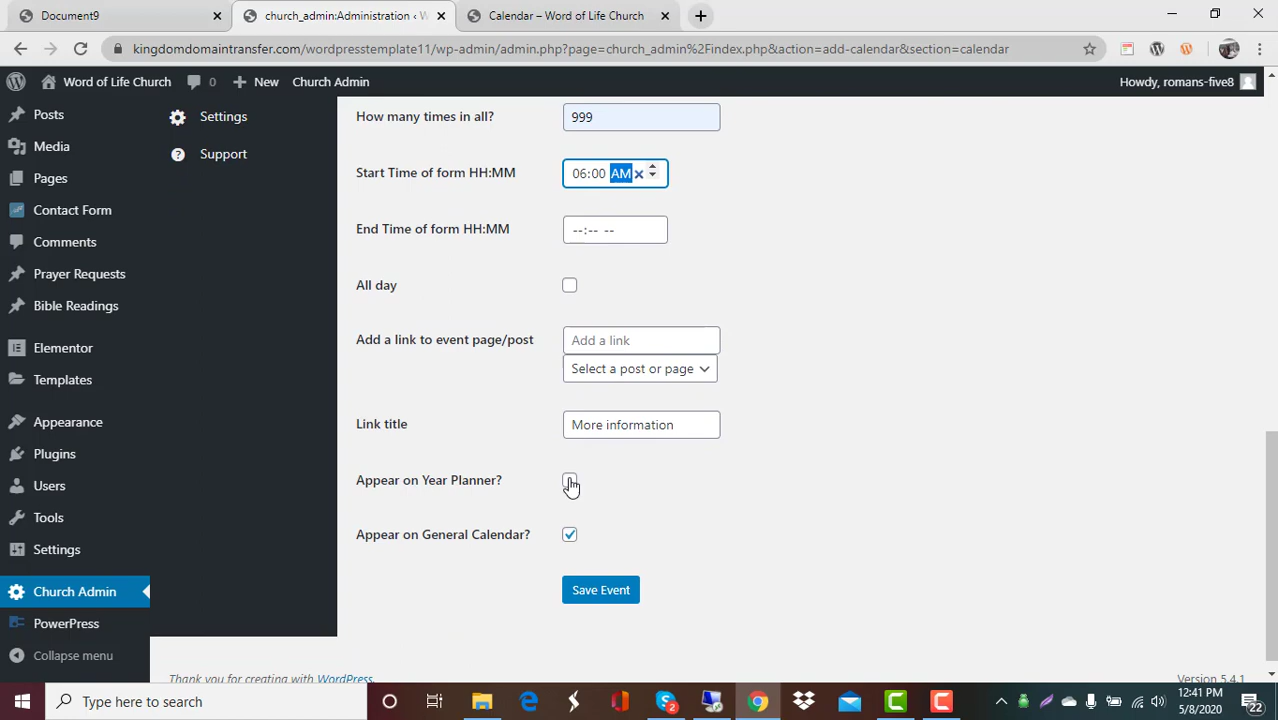 Document9
church_admin:Administration ‹ W
Calendar – Word of Life Church
kingdomdomaintransfer.com/wordpresstemplate11/wp-admin/admin.php?page=church_admin%2Findex.php&action=add-calendar&section=calendar
Word of Life Church
0
New
Church Admin
Howdy, romans-five8
Posts
Media
Pages
Contact Form
Comments
Prayer Requests
Bible Readings
Elementor
Templates
Appearance
Plugins
Users
Tools
Settings
Church Admin
PowerPress
Collapse menu
Settings
Support
How many times in all?
999
Start Time of form HH:MM
06:00 AM
End Time of form HH:MM
--:-- --
All day
Add a link to event page/post
Add a link
Select a post or page
Link title
More information
Appear on Year Planner?
Appear on General Calendar?
Save Event
Thank you for creating with WordPress.
Version 5.4.1
Type here to search
12:41 PM
5/8/2020
22